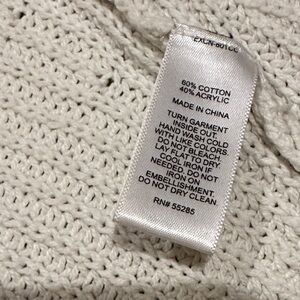 60% COTTON
40% ACRYLIC
MADE IN CHINA
TURN GARMENT
INSIDE OUT.
HAND WASH COLD
WITH LIKE COLORS.
DO NOT BLEACH.
LAY FLAT TO DRY.
COOL IRON IF
NEEDED. DO NOT
IRON ON
EMBELLISHMENT.
DO NOT DRY CLEAN.
RN# 55285